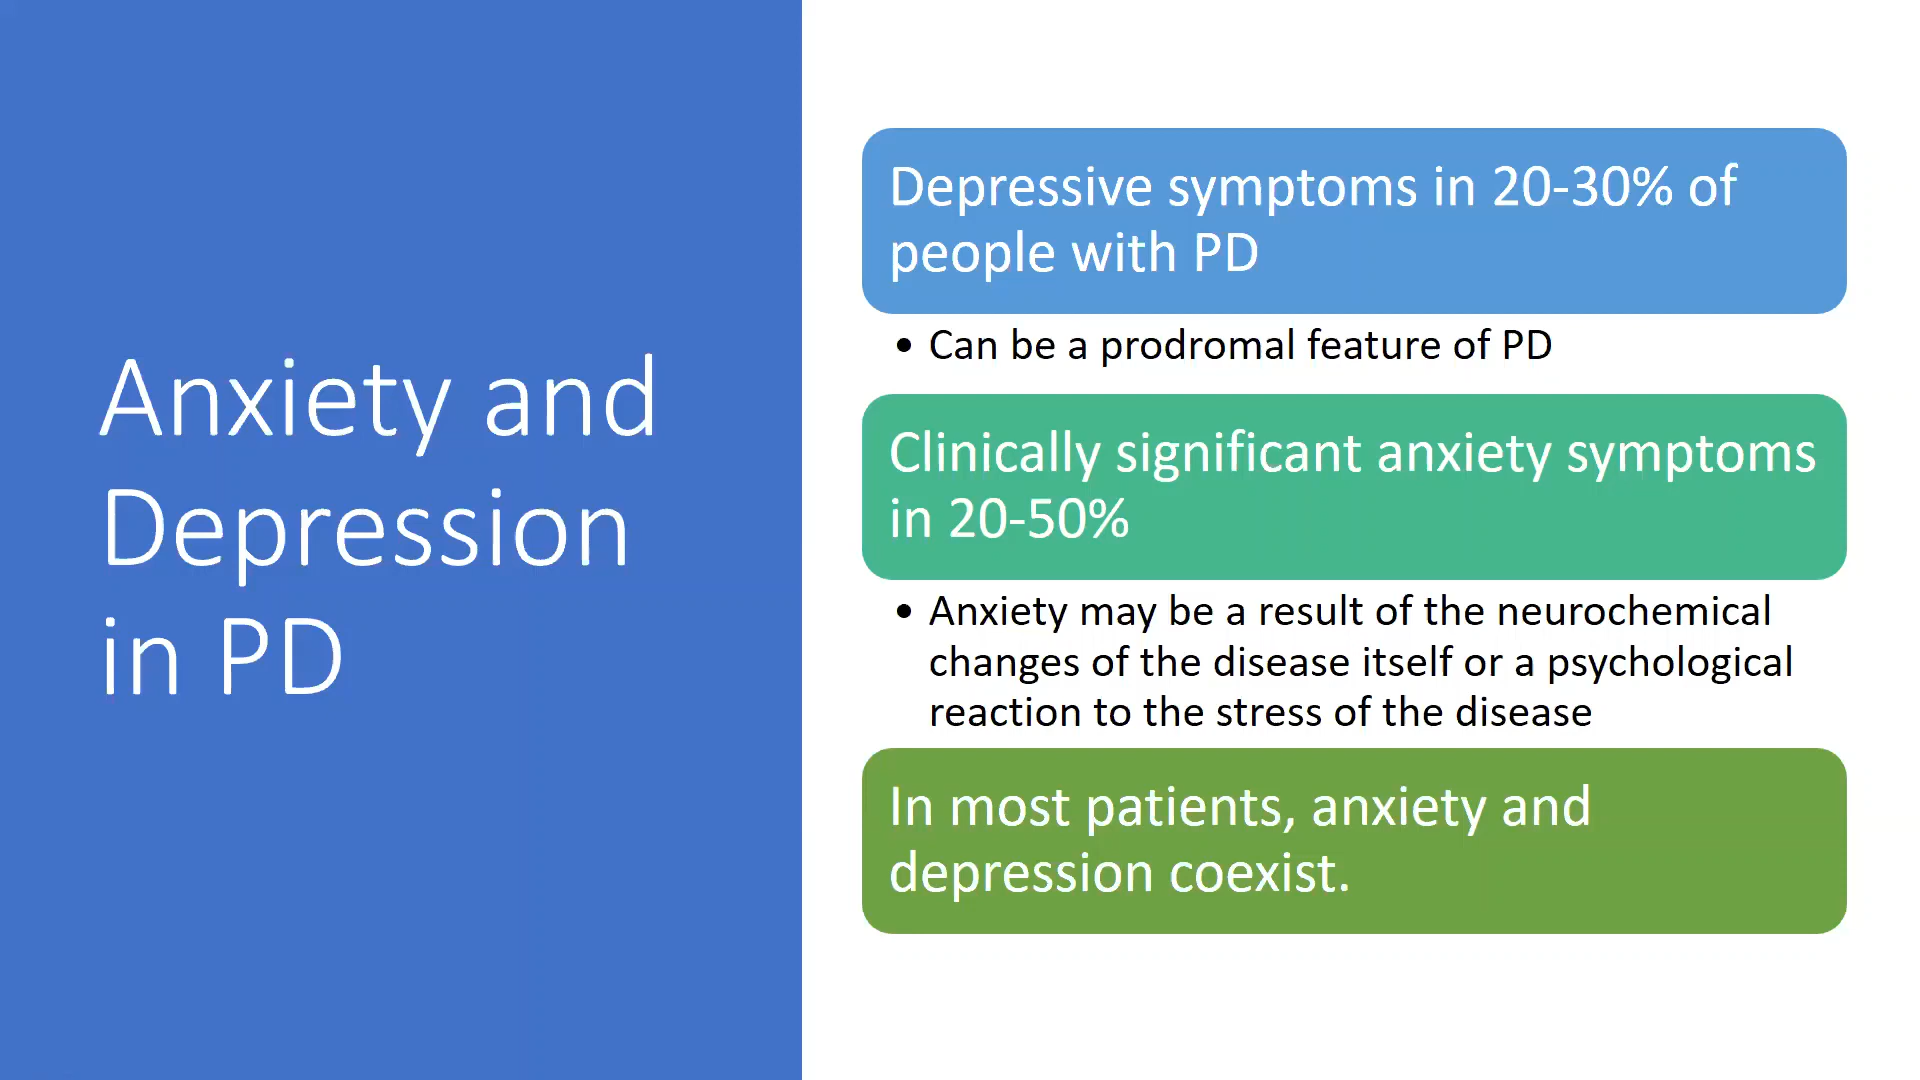 Anxiety and
Depression
in PD
Depressive symptoms in 20-30% of
people with PD
• Can be a prodromal feature of PD
Clinically significant anxiety symptoms
in 20-50%
• Anxiety may be a result of the neurochemical
changes of the disease itself or a psychological
reaction to the stress of the disease
In most patients, anxiety and
depression coexist.